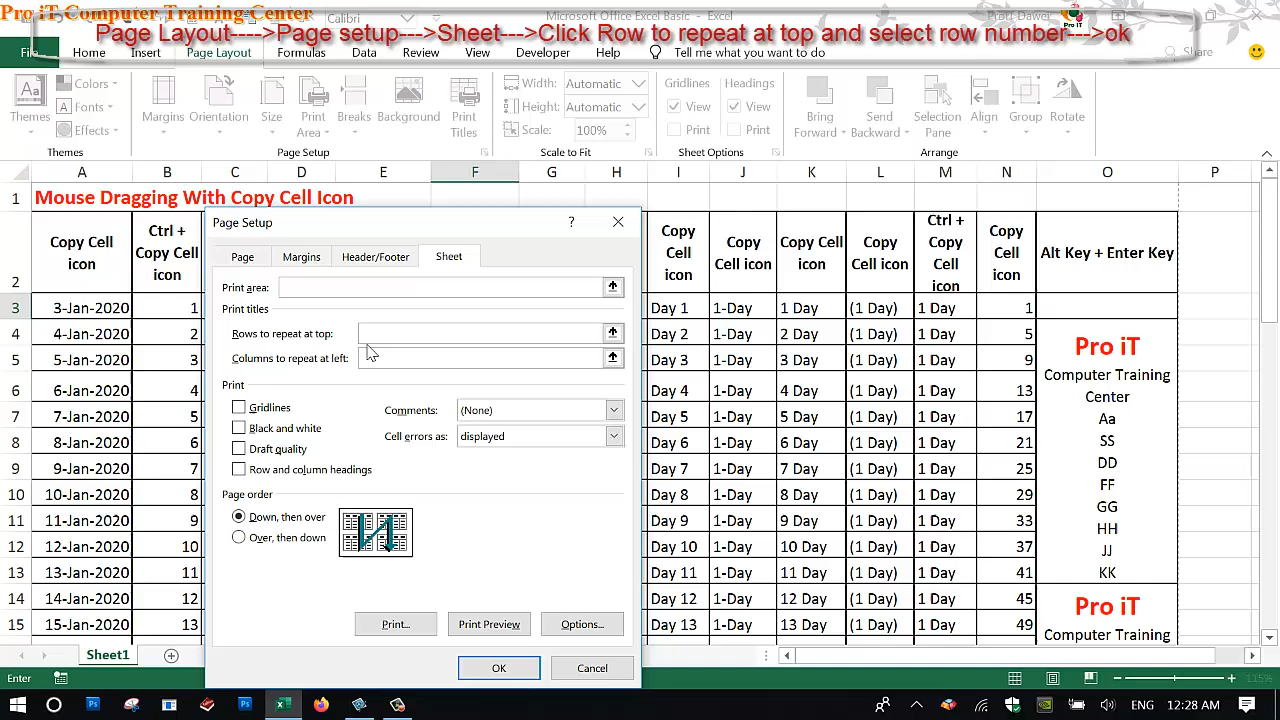 Pro iT Computer Training Center
Calibri
Microsoft Office Excel Basic - Excel
Page Layout---->Page setup--->Sheet--->Click Row to repeat at top and select row number--->ok
File Home Insert Page Layout Formulas Data Review View Developer Help Tell me what you want to do Share
Themes
Colors
Fonts
Effects
Themes
Margins Orientation Size Print Area Breaks Background Print Titles
Page Setup
Width: Automatic
Height: Automatic
Scale: 100%
Scale to Fit
Gridlines Headings
View View
Print Print
Sheet Options
Bring Forward Send Backward Selection Pane Align Group Rotate
Arrange
A B C D E F G H I J K L M N O P
1 Mouse Dragging With Copy Cell Icon
2 Copy Cell icon Ctrl + Copy Cell icon Copy Cell icon Copy Cell icon Copy Cell icon Copy Cell icon Ctrl + Copy Cell icon Copy Cell icon Alt Key + Enter Key
3 3-Jan-2020 1 Day 1 1-Day 1 Day (1 Day) 1 Day 1
4 4-Jan-2020 2 Day 2 1-Day 2 Day (1 Day) 1 Day 5
5 5-Jan-2020 3 Day 3 1-Day 3 Day (1 Day) 1 Day 9
6 6-Jan-2020 4 Day 4 1-Day 4 Day (1 Day) 1 Day 13
7 7-Jan-2020 5 Day 5 1-Day 5 Day (1 Day) 1 Day 17
8 8-Jan-2020 6 Day 6 1-Day 6 Day (1 Day) 1 Day 21
9 9-Jan-2020 7 Day 7 1-Day 7 Day (1 Day) 1 Day 25
10 10-Jan-2020 8 Day 8 1-Day 8 Day (1 Day) 1 Day 29
11 11-Jan-2020 9 Day 9 1-Day 9 Day (1 Day) 1 Day 33
12 12-Jan-2020 10 Day 10 1-Day 10 Day (1 Day) 1 Day 37
13 13-Jan-2020 11 Day 11 1-Day 11 Day (1 Day) 1 Day 41
14 14-Jan-2020 12 Day 12 1-Day 12 Day (1 Day) 1 Day 45
15 15-Jan-2020 13 Day 13 1-Day 13 Day (1 Day) 1 Day 49
Pro iT
Computer Training
Center
Aa
SS
DD
FF
GG
HH
JJ
KK
Pro iT
Computer Training
Page Setup ?
Page Margins Header/Footer Sheet
Print area:
Print titles
Rows to repeat at top:
Columns to repeat at left:
Print
Gridlines
Black and white
Draft quality
Row and column headings
Comments: (None)
Cell errors as: displayed
Page order
Down, then over
Over, then down
Print... Print Preview Options...
OK Cancel
Sheet1
Enter 115%
12:28 AM